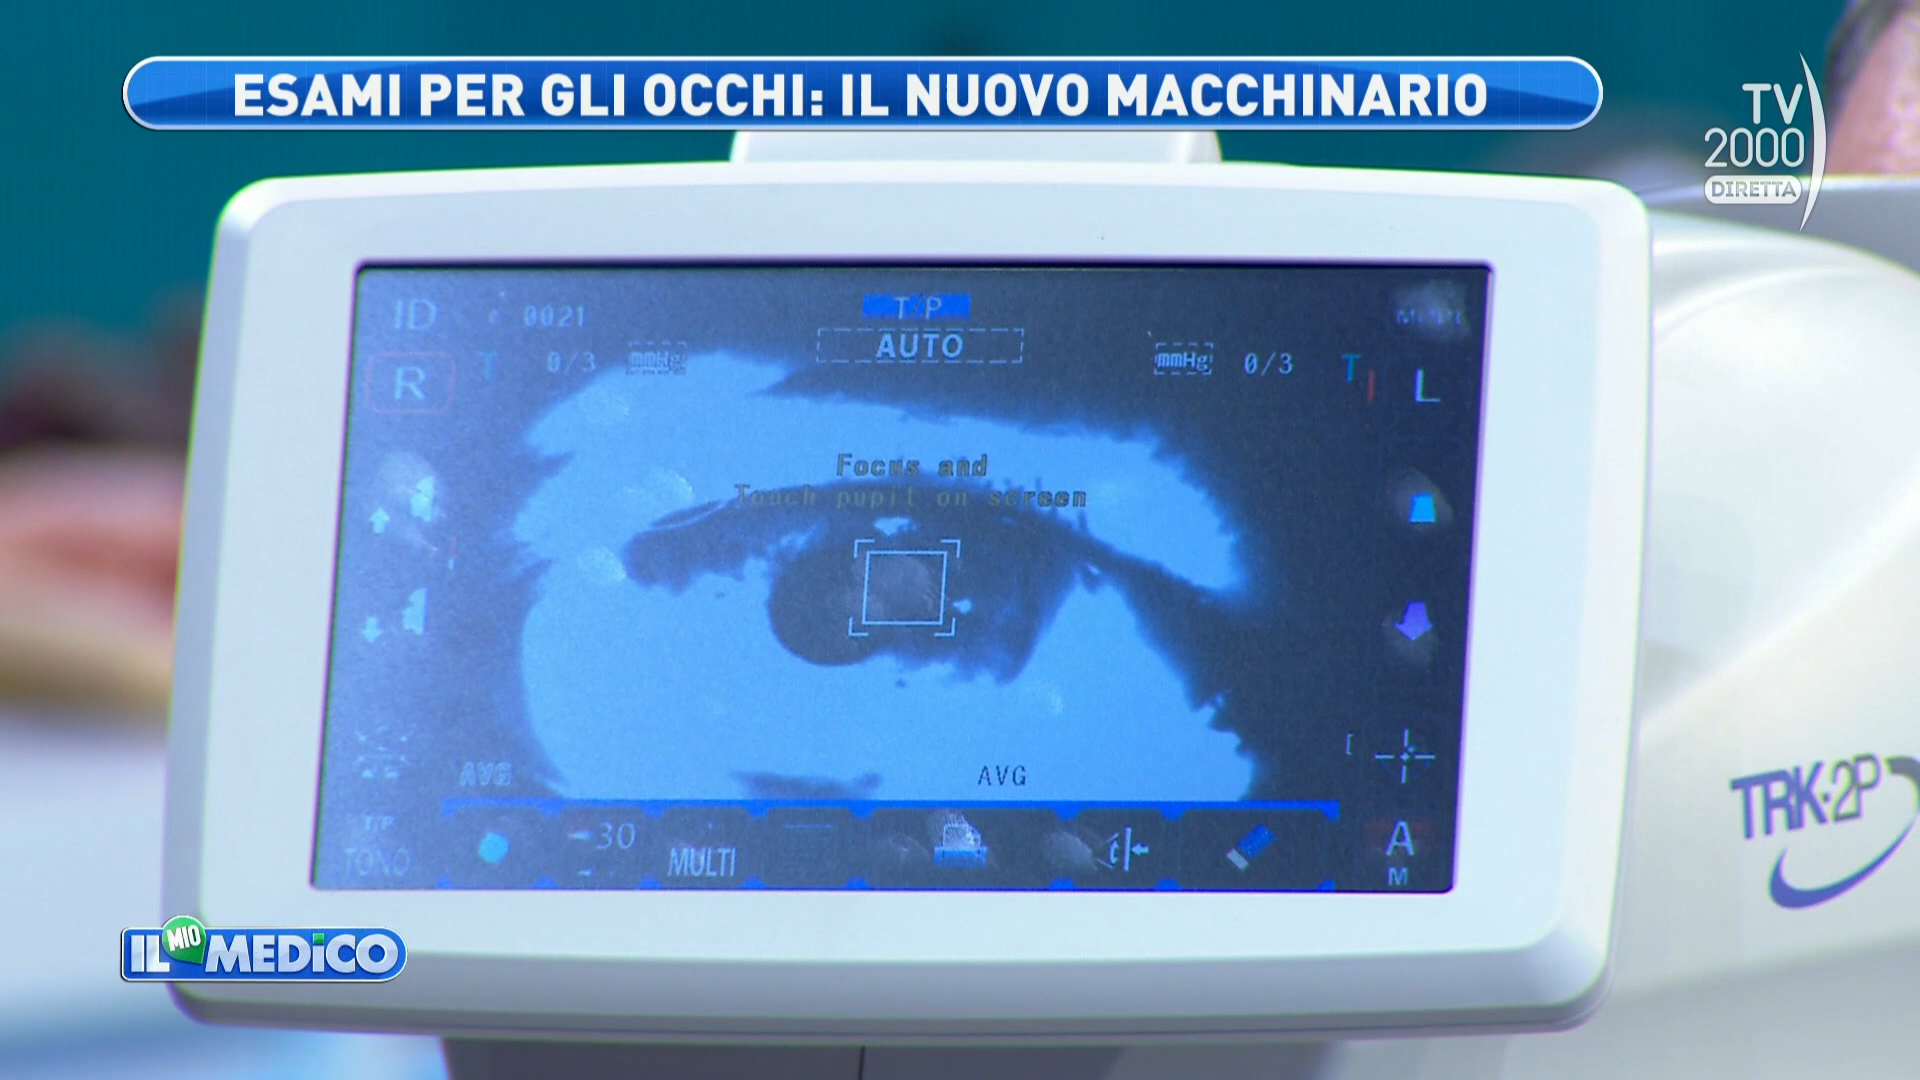 ESAMI PER GLI OCCHI: IL NUOVO MACCHINARIO
TV
2000
DIRETTA
ID 0021
T/P
AUTO
R T 0/3 mmHg
mmHg 0/3 T L
Focus and
Touch pupil on screen
AVG AVG
T/P
TONO
30
MULTI
A
M
TRK-2P
IL MIO MEDICO